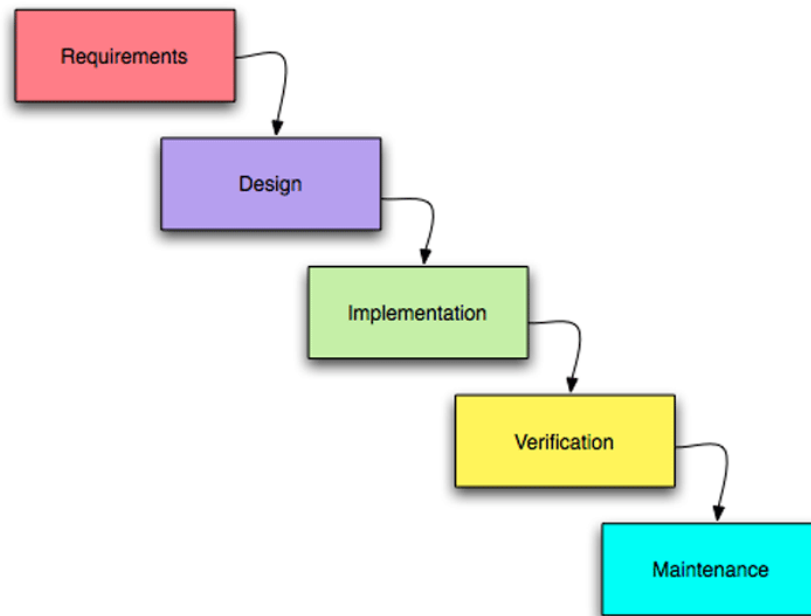 Requirements
Design
Implementation
Verification
Maintenance